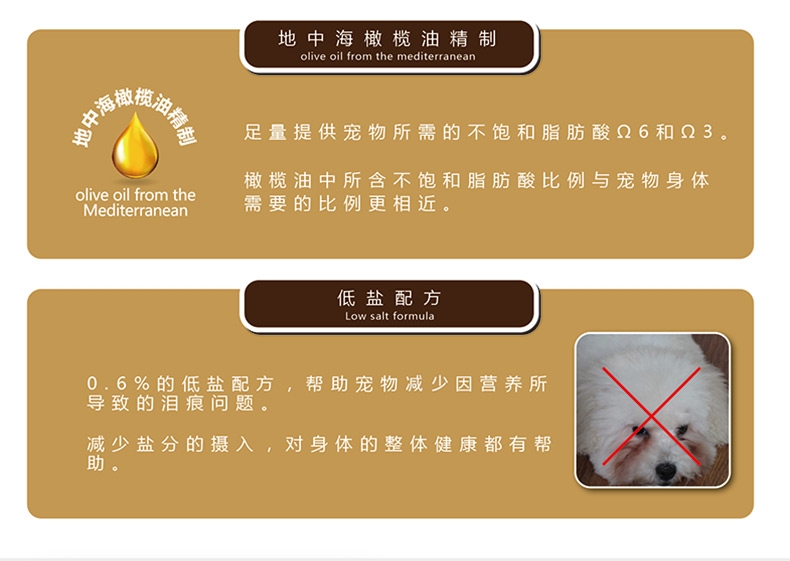 地中海橄榄油精制
olive oil from the mediterranean
地中海橄榄油精制
olive oil from the
Mediterranean
足量提供宠物所需的不饱和脂肪酸Ω6和Ω3。
橄榄油中所含不饱和脂肪酸比例与宠物身体
需要的比例更相近。
低盐配方
Low salt formula
0.6%的低盐配方，帮助宠物减少因营养所
导致的泪痕问题。
减少盐分的摄入，对身体的整体健康都有帮
助。